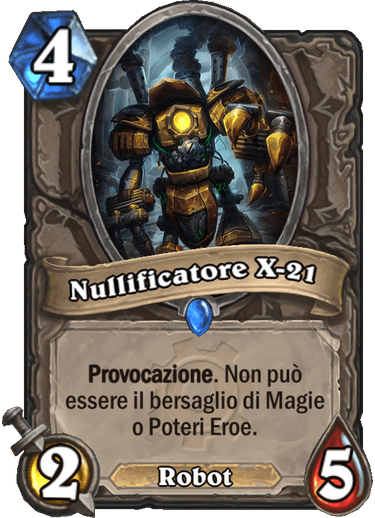 4
Nullificatore X-21
Provocazione. Non può
essere il bersaglio di Magie
o Poteri Eroe.
2
Robot
5